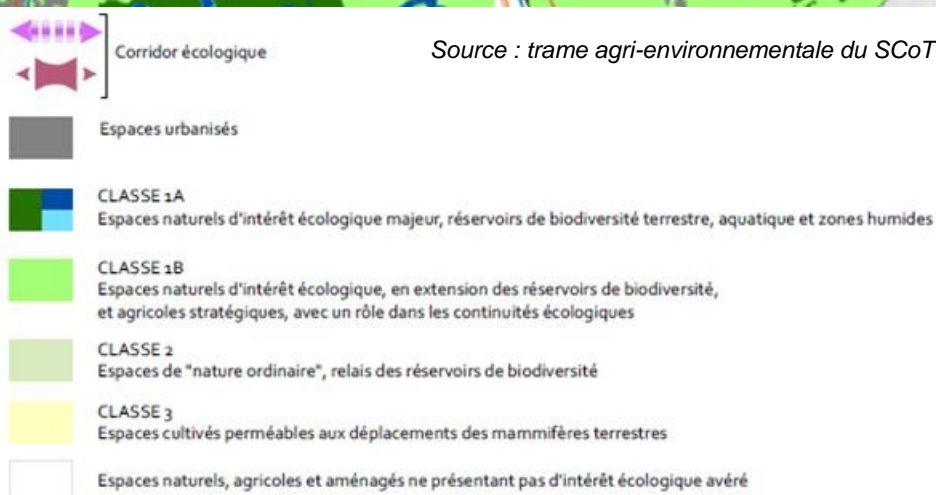 Corridor écologique
Source : trame agri-environnementale du SCoT
Espaces urbanisés
CLASSE 1A
Espaces naturels d'intérêt écologique majeur, réservoirs de biodiversité terrestre, aquatique et zones humides
CLASSE 1B
Espaces naturels d'intérêt écologique, en extension des réservoirs de biodiversité,
et agricoles stratégiques, avec un rôle dans les continuités écologiques
CLASSE 2
Espaces de "nature ordinaire", relais des réservoirs de biodiversité
CLASSE 3
Espaces cultivés perméables aux déplacements des mammifères terrestres
Espaces naturels, agricoles et aménagés ne présentant pas d'intérêt écologique avéré